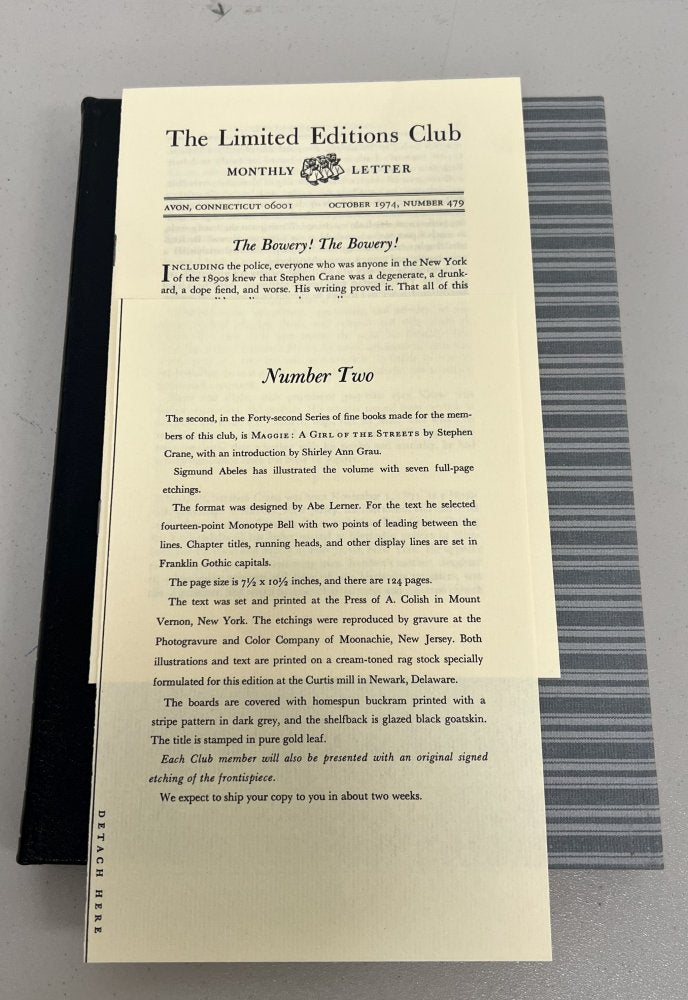 The Limited Editions Club
MONTHLY LETTER
AVON, CONNECTICUT 06001 OCTOBER 1974, NUMBER 479
The Bowery! The Bowery!
INCLUDING the police, everyone who was anyone in the New York
of the 1890s knew that Stephen Crane was a degenerate, a drunk-
ard, a dope fiend, and worse. His writing proved it. That all of this
Number Two
The second, in the Forty-second Series of fine books made for the mem-
bers of this club, is MAGGIE: A GIRL OF THE STREETS by Stephen
Crane, with an introduction by Shirley Ann Grau.
Sigmund Abeles has illustrated the volume with seven full-page
etchings.
The format was designed by Abe Lerner. For the text he selected
fourteen-point Monotype Bell with two points of leading between the
lines. Chapter titles, running heads, and other display lines are set in
Franklin Gothic capitals.
The page size is 7½ x 10½ inches, and there are 124 pages.
The text was set and printed at the Press of A. Colish in Mount
Vernon, New York. The etchings were reproduced by gravure at the
Photogravure and Color Company of Moonachie, New Jersey. Both
illustrations and text are printed on a cream-toned rag stock specially
formulated for this edition at the Curtis mill in Newark, Delaware.
The boards are covered with homespun buckram printed with a
stripe pattern in dark grey, and the shelfback is glazed black goatskin.
The title is stamped in pure gold leaf.
Each Club member will also be presented with an original signed
etching of the frontispiece.
We expect to ship your copy to you in about two weeks.
DETACH HERE